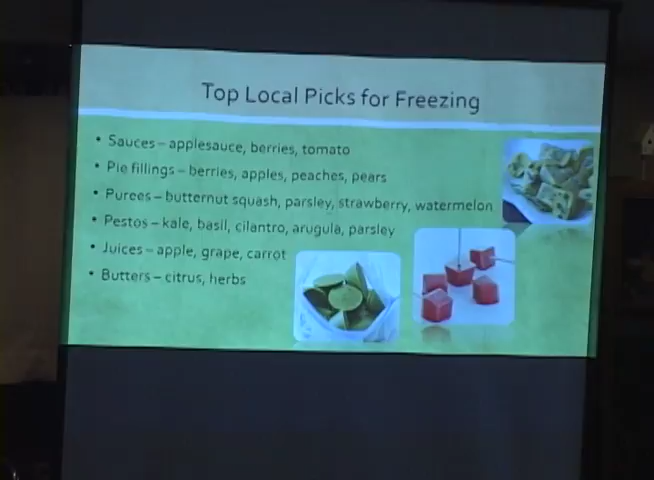 Top Local Picks for Freezing
• Sauces – applesauce, berries, tomato
• Pie fillings – berries, apples, peaches, pears
• Purees – butternut squash, parsley, strawberry, watermelon
• Pestos – kale, basil, cilantro, arugula, parsley
• Juices – apple, grape, carrot
• Butters – citrus, herbs